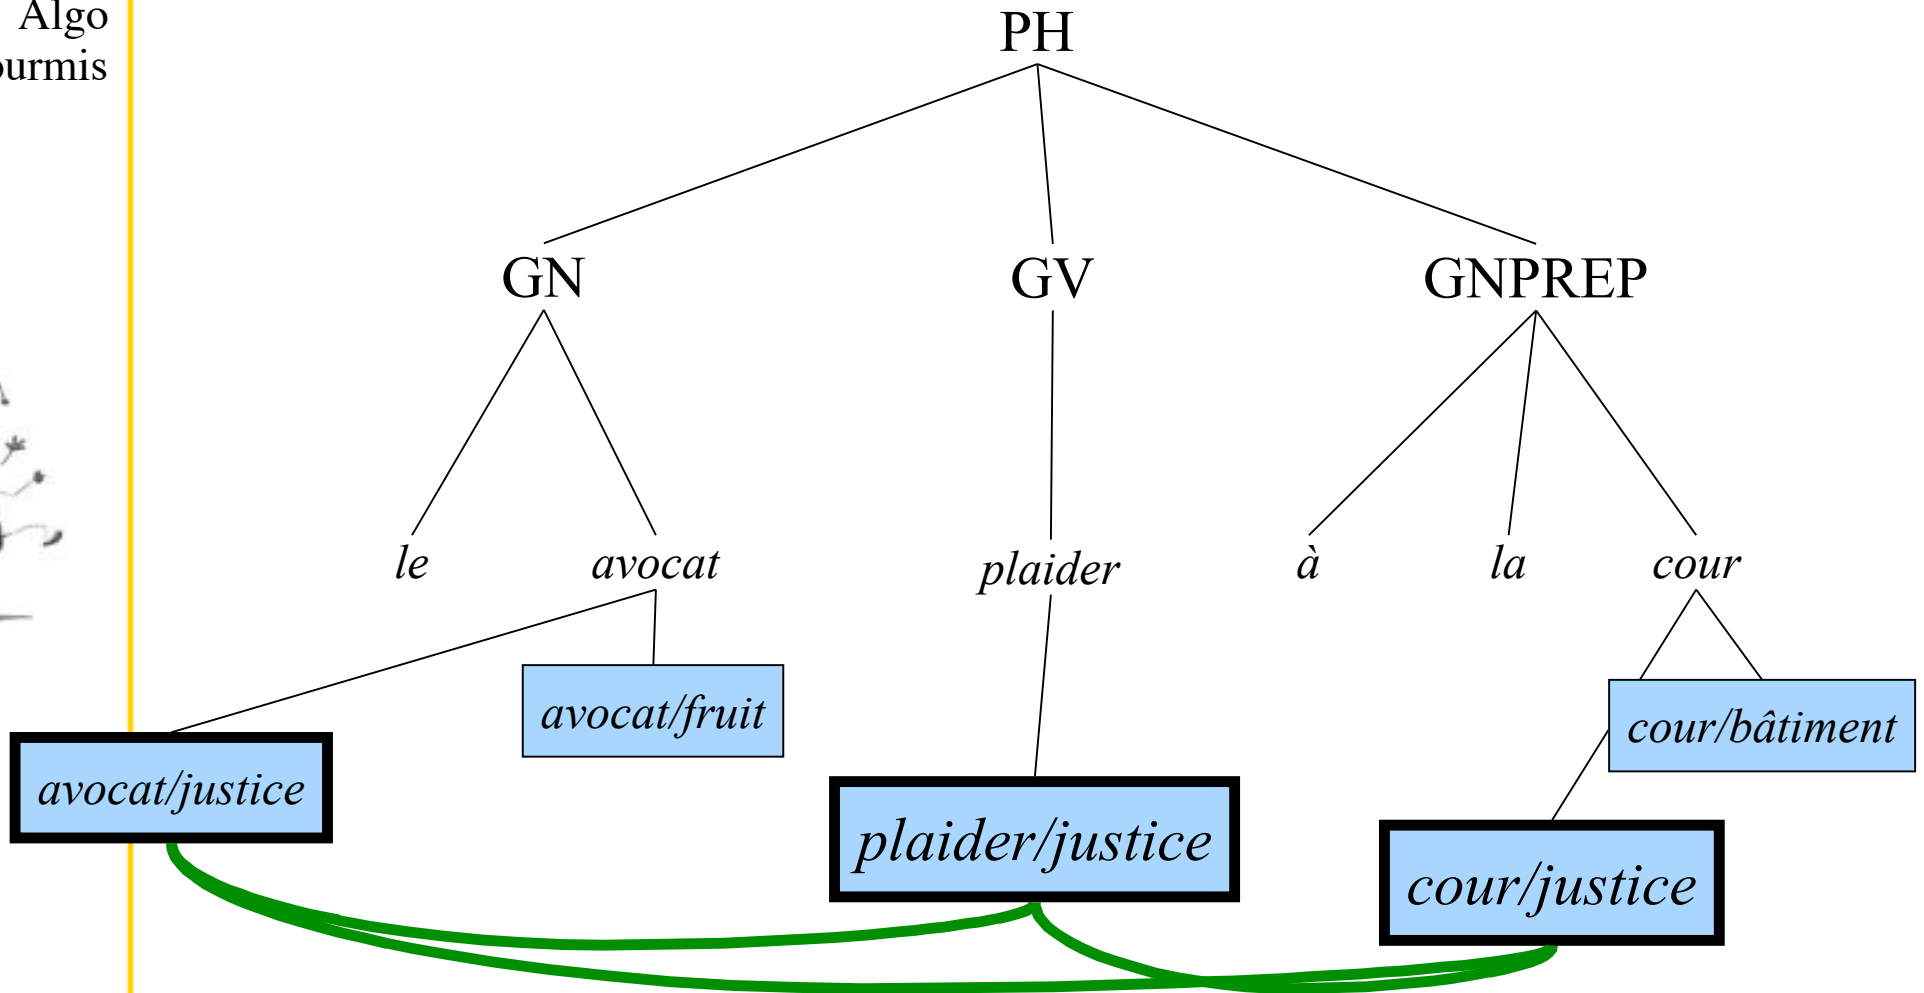 Algo
PH
GN GV GNPREP
le avocat plaider à la cour
avocat/fruit
cour/bâtiment
avocat/justice
plaider/justice
cour/justice